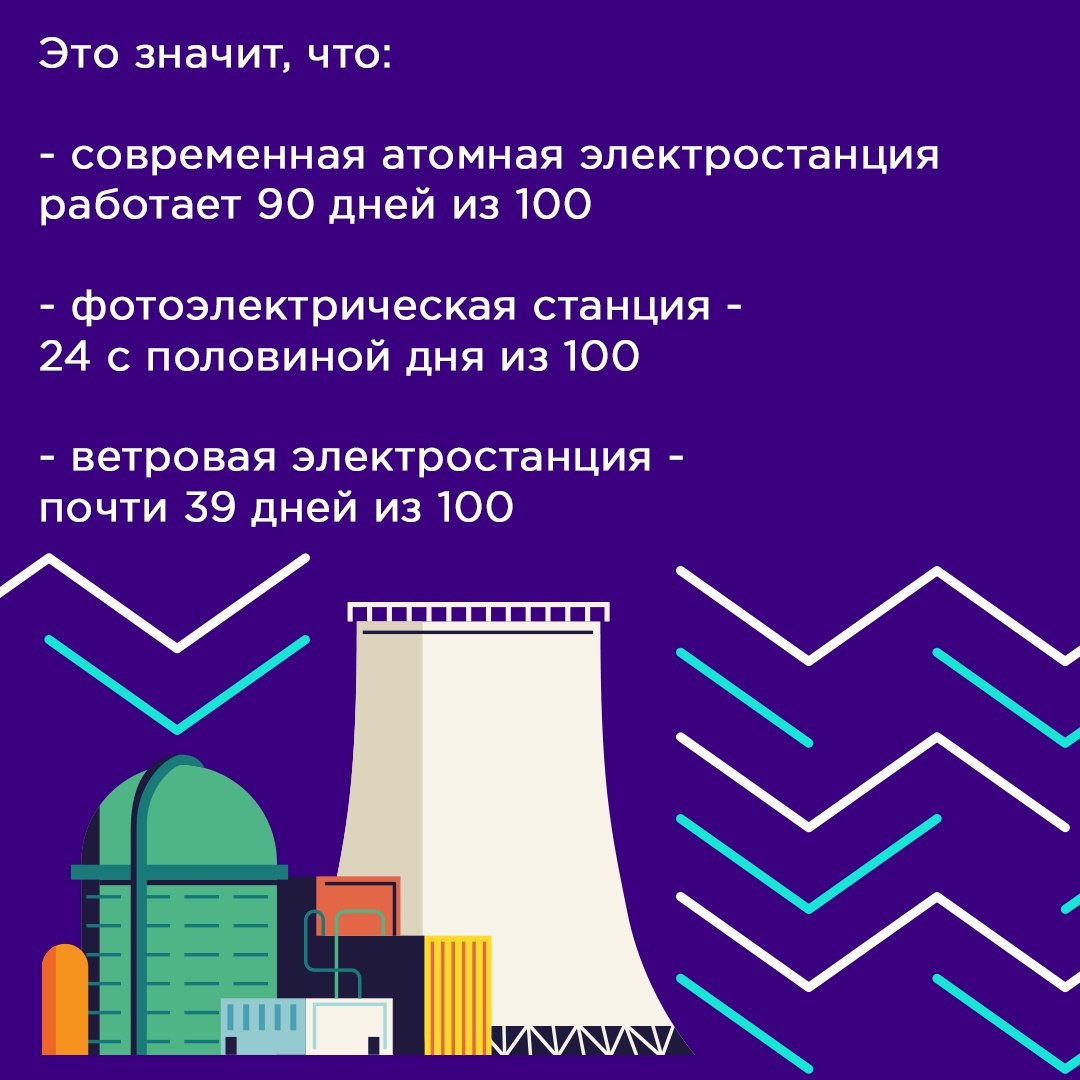 Это значит, что:
- современная атомная электростанция
работает 90 дней из 100
- фотоэлектрическая станция -
24 с половиной дня из 100
- ветровая электростанция -
почти 39 дней из 100